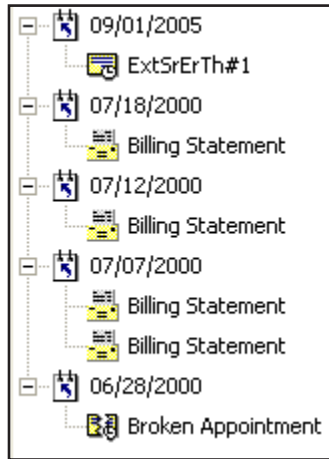 09/01/2005
ExtSrErTh#1
07/18/2000
Billing Statement
07/12/2000
Billing Statement
07/07/2000
Billing Statement
Billing Statement
06/28/2000
Broken Appointment